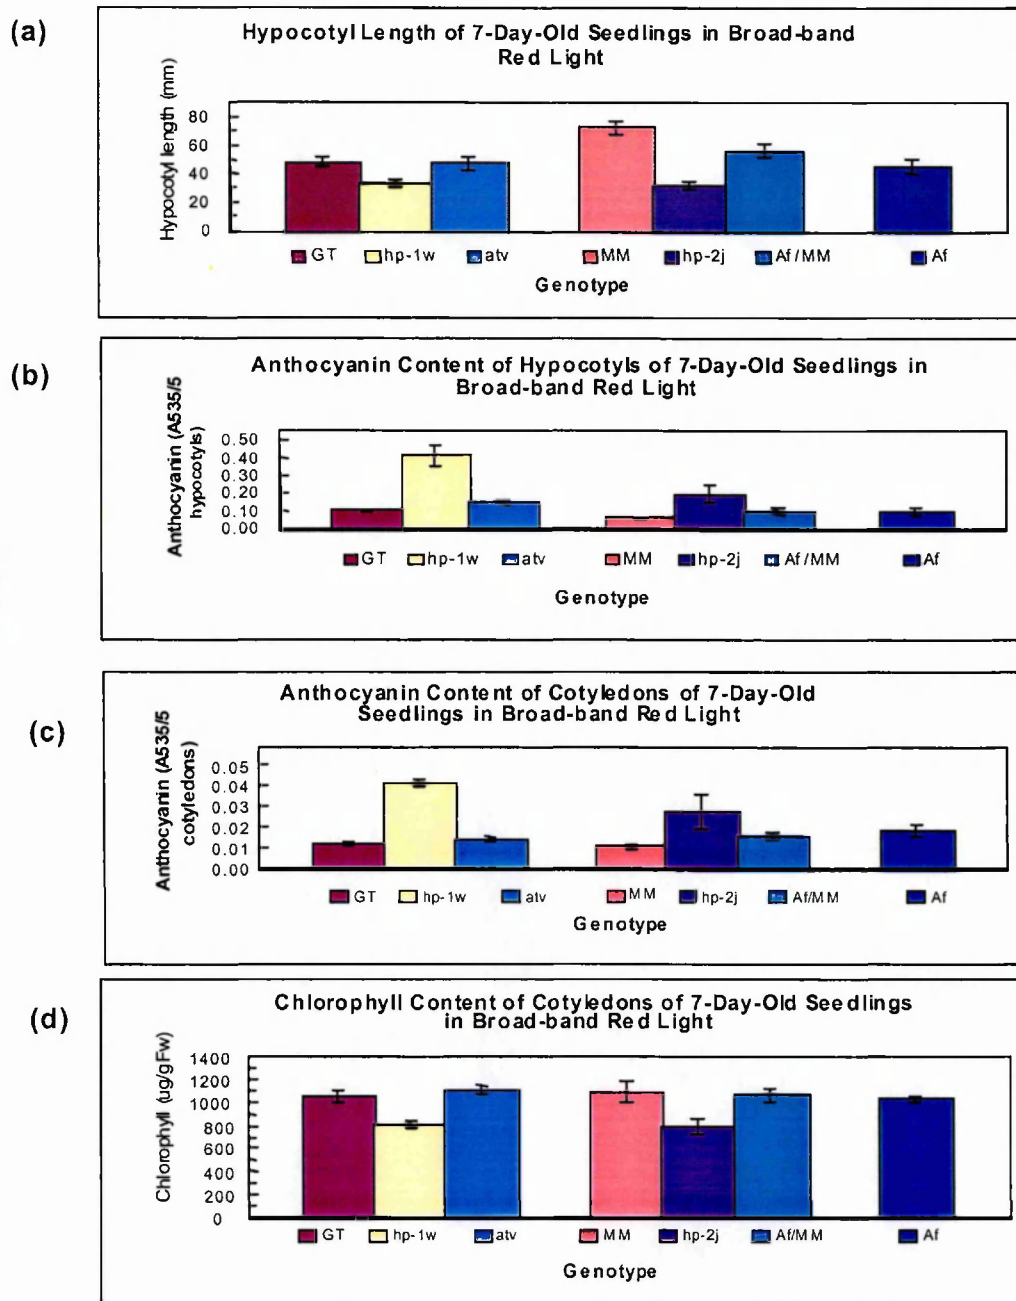 (a)
Hypocotyl Length of 7-Day-Old Seedlings in Broad-band
Red Light
Hypocotyl length (mm)
80
60
40
20
0
GT hp-1w atv MM hp-2j Af/MM Af
Genotype
(b)
Anthocyanin Content of Hypocotyls of 7-Day-Old Seedlings in
Broad-band Red Light
Anthocyanin (A535/5
hypocotyls)
0.50
0.40
0.30
0.20
0.10
0.00
GT hp-1w atv MM hp-2j Af/MM Af
Genotype
(c)
Anthocyanin Content of Cotyledons of 7-Day-Old
Seedlings in Broad-band Red Light
Anthocyanin (A535/5
cotyledons)
0.05
0.04
0.03
0.02
0.01
0.00
GT hp-1w atv MM hp-2j Af/MM Af
Genotype
(d)
Chlorophyll Content of Cotyledons of 7-Day-Old Seedlings
in Broad-band Red Light
Chlorophyll (ug/gFw)
1400
1200
1000
800
600
400
200
0
GT hp-1w atv MM hp-2j Af/MM Af
Genotype